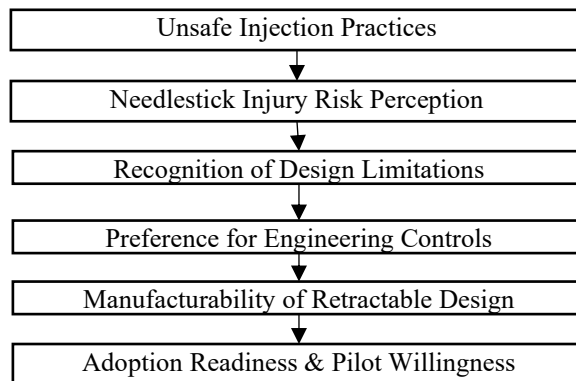 Unsafe Injection Practices
Needlestick Injury Risk Perception
Recognition of Design Limitations
Preference for Engineering Controls
Manufacturability of Retractable Design
Adoption Readiness & Pilot Willingness